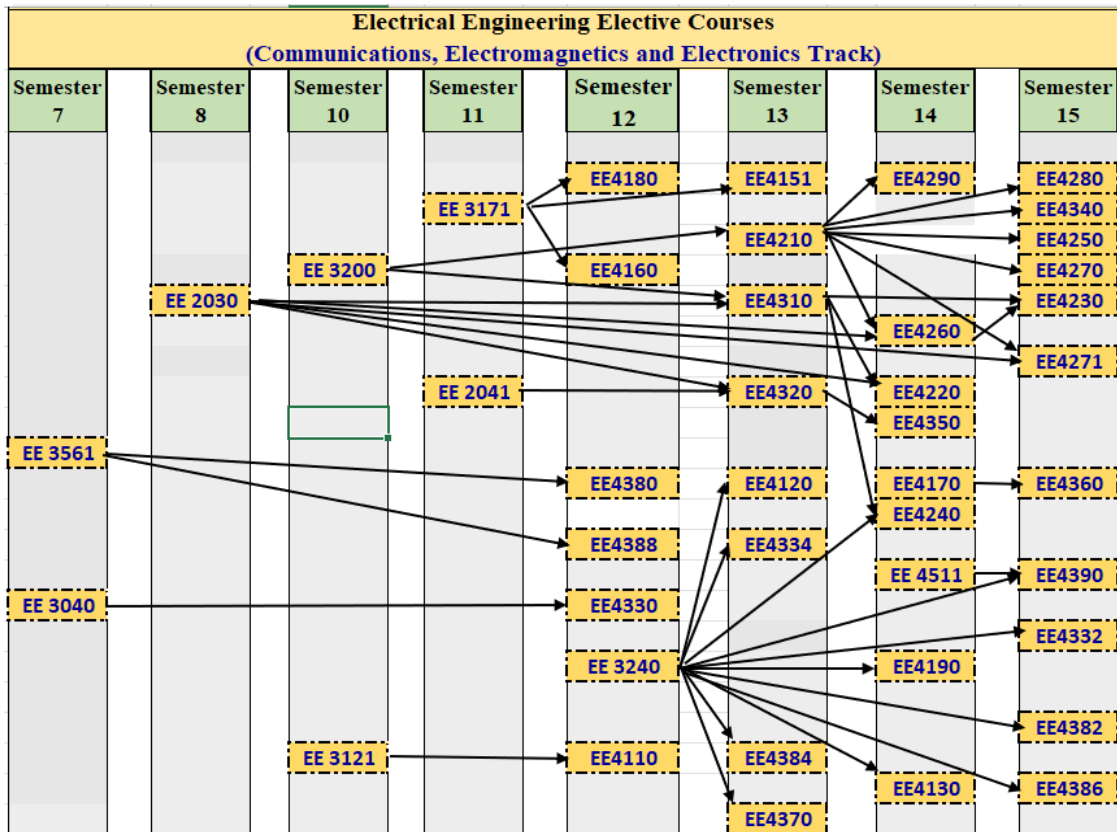 Electrical Engineering Elective Courses
(Communications, Electromagnetics and Electronics Track)
Semester 7
Semester 8
Semester 10
Semester 11
Semester 12
Semester 13
Semester 14
Semester 15
EE4180
EE4151
EE4290
EE4280
EE 3171
EE4340
EE4210
EE4250
EE 3200
EE4160
EE4270
EE 2030
EE4310
EE4230
EE4260
EE4271
EE 2041
EE4320
EE4220
EE4350
EE 3561
EE4380
EE4120
EE4170
EE4360
EE4240
EE4388
EE4334
EE 4511
EE4390
EE 3040
EE4330
EE4332
EE 3240
EE4190
EE4382
EE 3121
EE4110
EE4384
EE4130
EE4386
EE4370